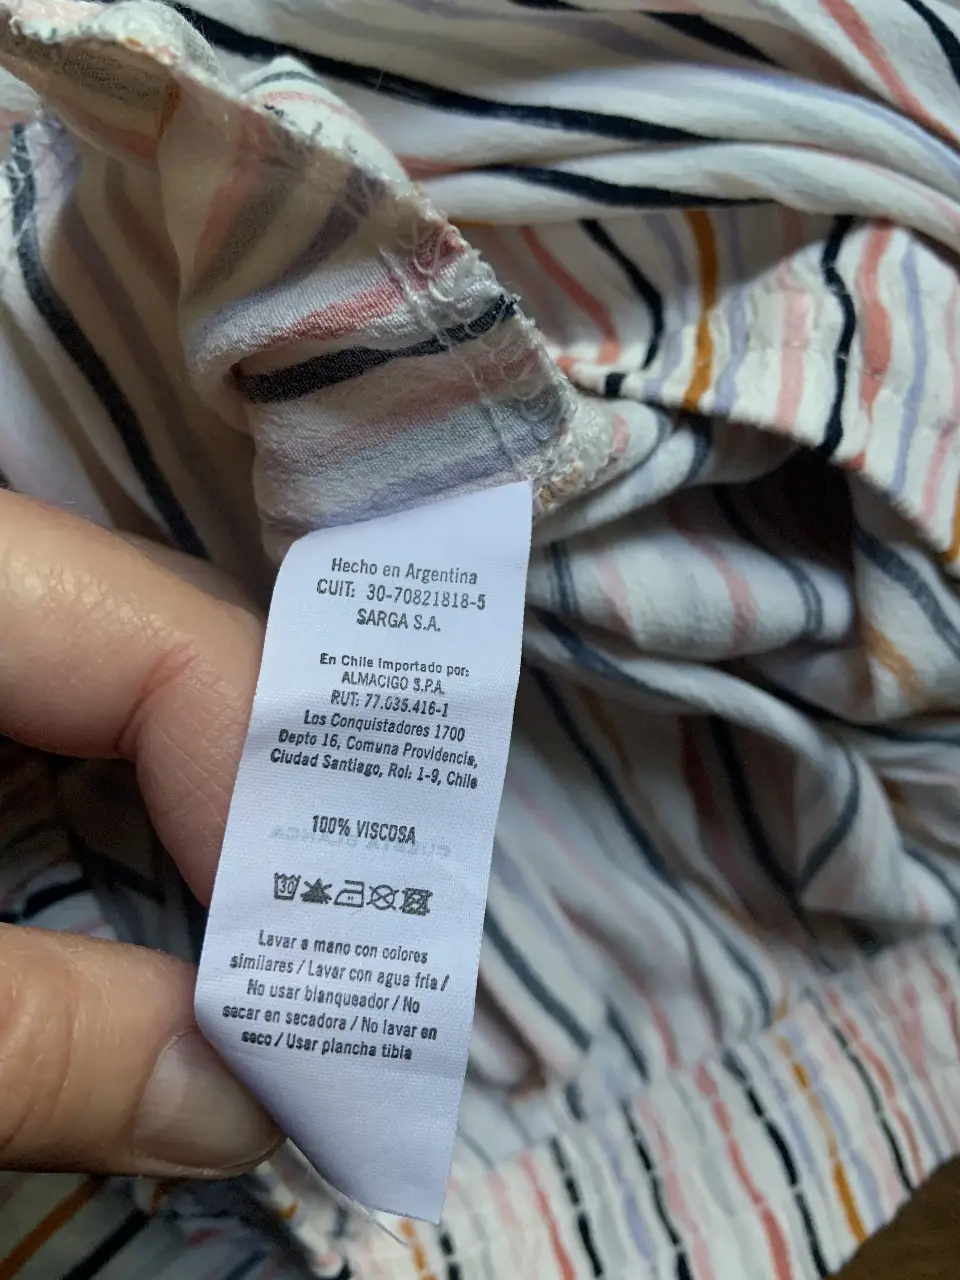 Hecho en Argentina
CUIT: 30-70821818-5
SARGA S.A.
En Chile Importado por:
ALMACIGO S.P.A.
RUT: 77.035.416-1
Los Conquistadores 1700
Depto 16, Comuna Providencia,
Ciudad Santiago, Rol: 1-9, Chile
100% VISCOSA
30
Lavar a mano con colores
similares / Lavar con agua fría /
No usar blanqueador / No
secar en secadora / No lavar en
seco / Usar plancha tibia